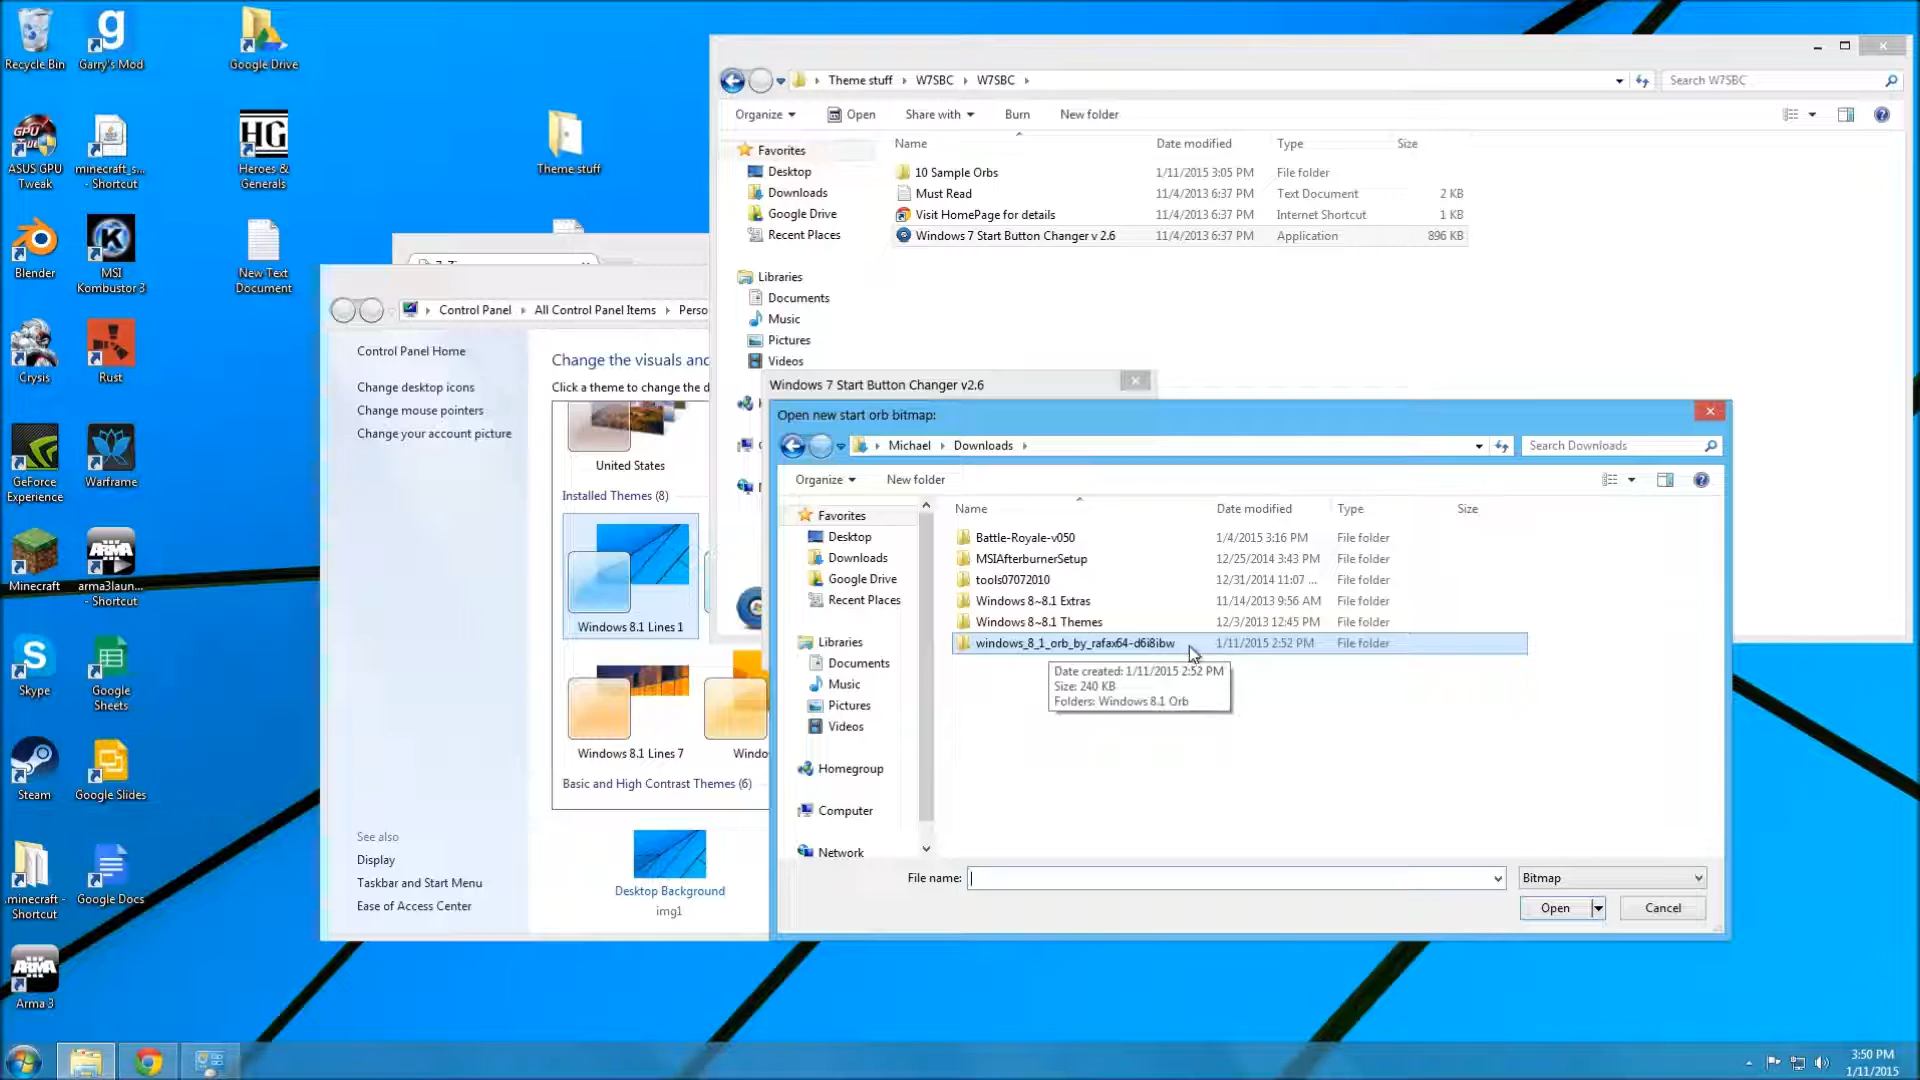 Recycle Bin
Garry's Mod
Google Drive
ASUS GPU Tweak
minecraft_s... - Shortcut
Heroes & Generals
Theme stuff
Blender
MSI Kombustor 3
New Text Document
Crysis
Rust
GeForce Experience
Warframe
Minecraft
arma3laun... - Shortcut
Skype
Google Sheets
Steam
Google Slides
.minecraft - Shortcut
Google Docs
Arma 3
Theme stuff W7SBC W7SBC
Search W7SBC
Organize Open Share with Burn New folder
Name Date modified Type Size
10 Sample Orbs 1/11/2015 3:05 PM File folder
Must Read 11/4/2013 6:37 PM Text Document 2 KB
Visit HomePage for details 11/4/2013 6:37 PM Internet Shortcut 1 KB
Windows 7 Start Button Changer v 2.6 11/4/2013 6:37 PM Application 896 KB
Favorites
Desktop
Downloads
Google Drive
Recent Places
Libraries
Documents
Music
Pictures
Videos
Control Panel All Control Panel Items Perso
Control Panel Home
Change desktop icons
Change mouse pointers
Change your account picture
See also
Display
Taskbar and Start Menu
Ease of Access Center
Change the visuals and
Click a theme to change the d
United States
Installed Themes (8)
Windows 8.1 Lines 1
Windows 8.1 Lines 7 Windo
Basic and High Contrast Themes (6)
Desktop Background
img1
Windows 7 Start Button Changer v2.6
Open new start orb bitmap:
Michael Downloads
Search Downloads
Organize New folder
Favorites
Desktop
Downloads
Google Drive
Recent Places
Libraries
Documents
Music
Pictures
Videos
Homegroup
Computer
Network
Name Date modified Type Size
Battle-Royale-v050 1/4/2015 3:16 PM File folder
MSIAfterburnerSetup 12/25/2014 3:43 PM File folder
tools07072010 12/31/2014 11:07 ... File folder
Windows 8~8.1 Extras 11/14/2013 9:56 AM File folder
Windows 8~8.1 Themes 12/3/2013 12:45 PM File folder
windows_8_1_orb_by_rafax64-d6i8ibw 1/11/2015 2:52 PM File folder
Date created: 1/11/2015 2:52 PM
Size: 240 KB
Folders: Windows 8.1 Orb
File name:
Bitmap
Open Cancel
3:50 PM
1/11/2015